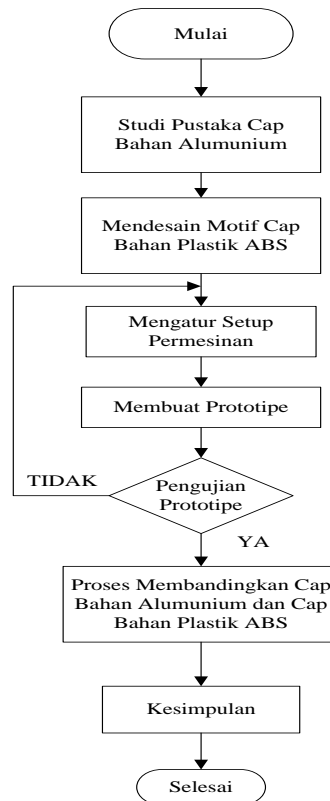 Mulai
Studi Pustaka Cap
Bahan Alumunium
Mendesain Motif Cap
Bahan Plastik ABS
Mengatur Setup
Permesinan
Membuat Prototipe
TIDAK
Pengujian
Prototipe
YA
Proses Membandingkan Cap
Bahan Alumunium dan Cap
Bahan Plastik ABS
Kesimpulan
Selesai